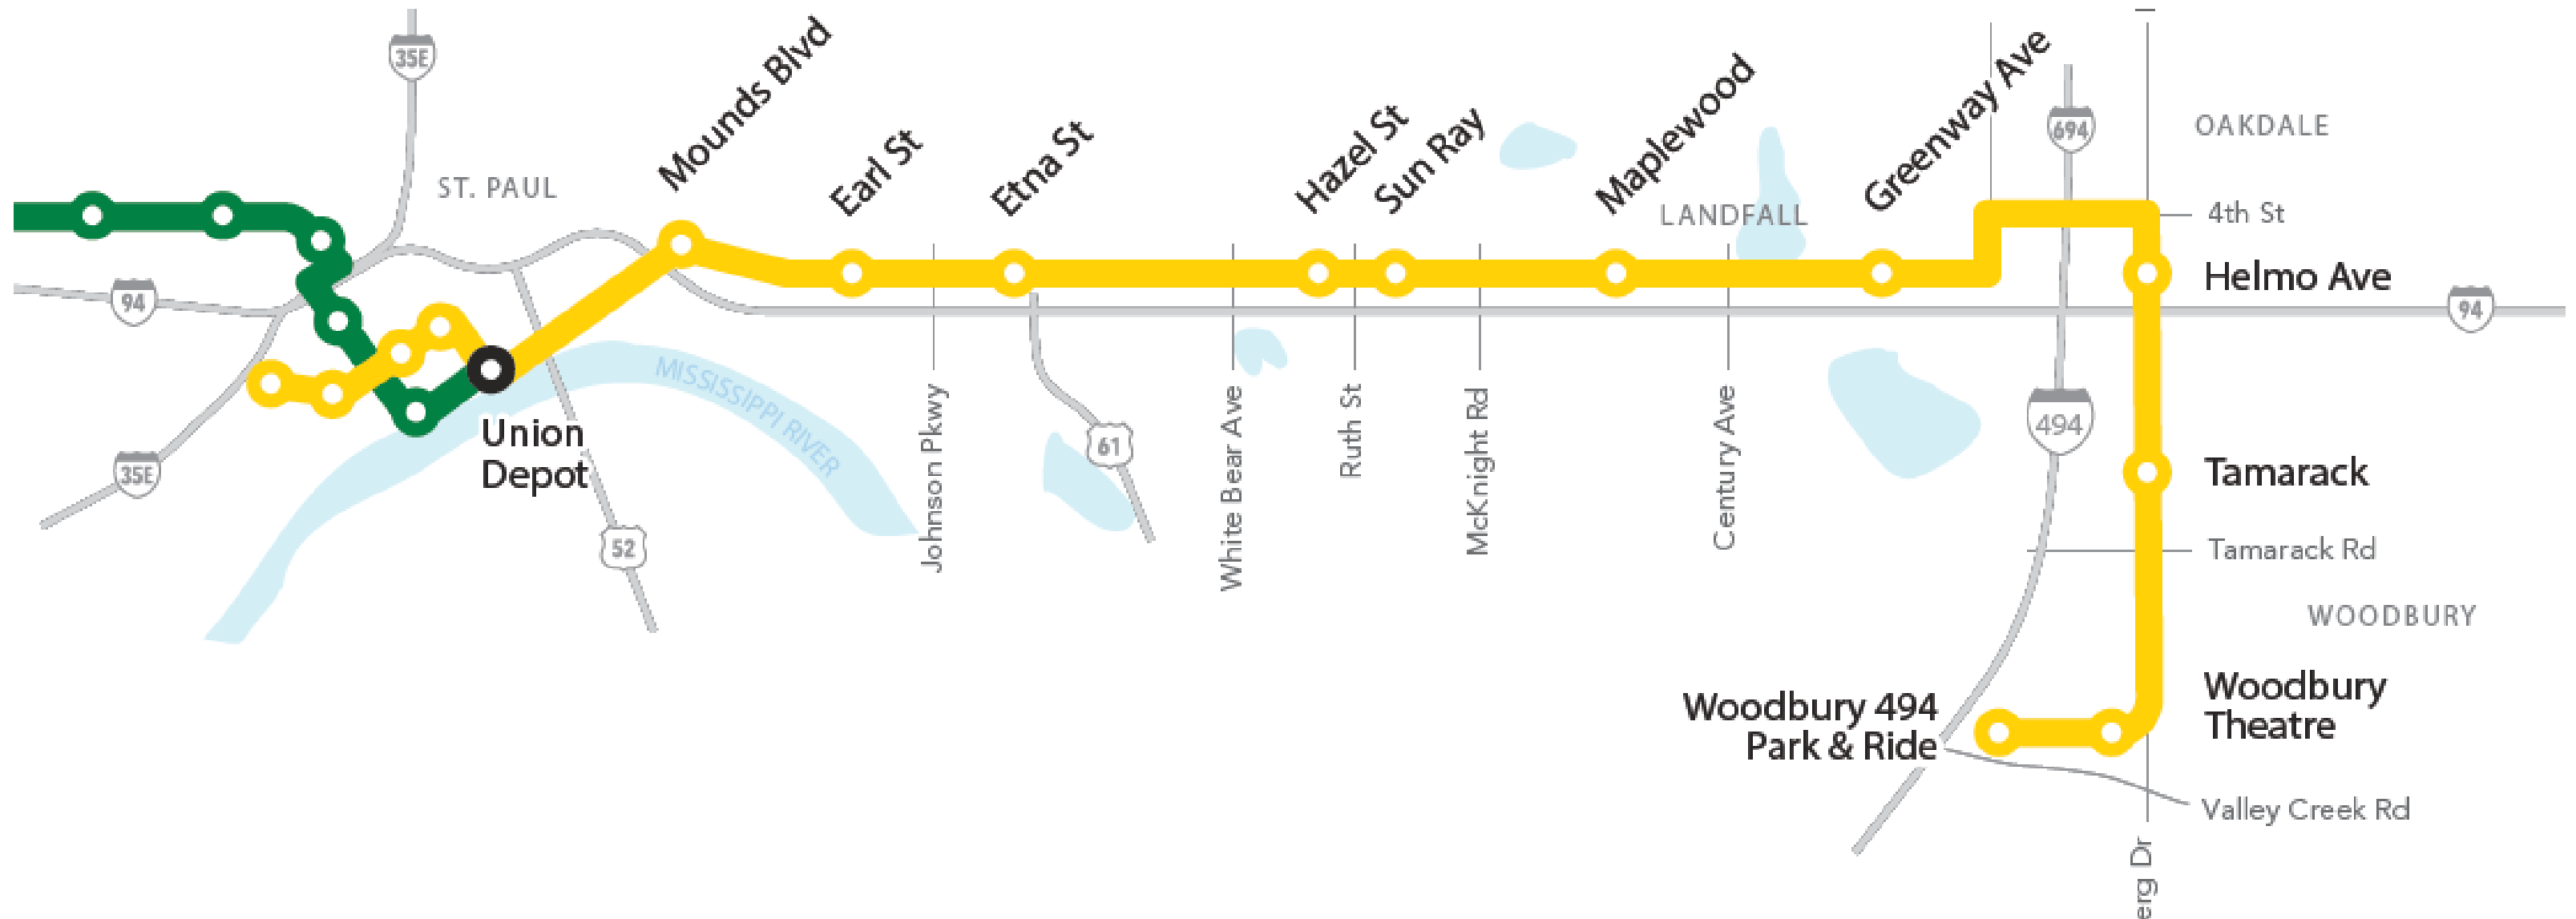 35E
Mounds Blvd
Earl St
Etna St
Hazel St
Sun Ray
Maplewood
Greenway Ave
694
OAKDALE
ST. PAUL
LANDFALL
4th St
Helmo Ave
94
94
MISSISSIPPI RIVER
Union
Depot
35E
52
Johnson Pkwy
61
White Bear Ave
Ruth St
McKnight Rd
Century Ave
494
Tamarack
Tamarack Rd
WOODBURY
Woodbury 494
Park & Ride
Woodbury
Theatre
Valley Creek Rd
erg Dr